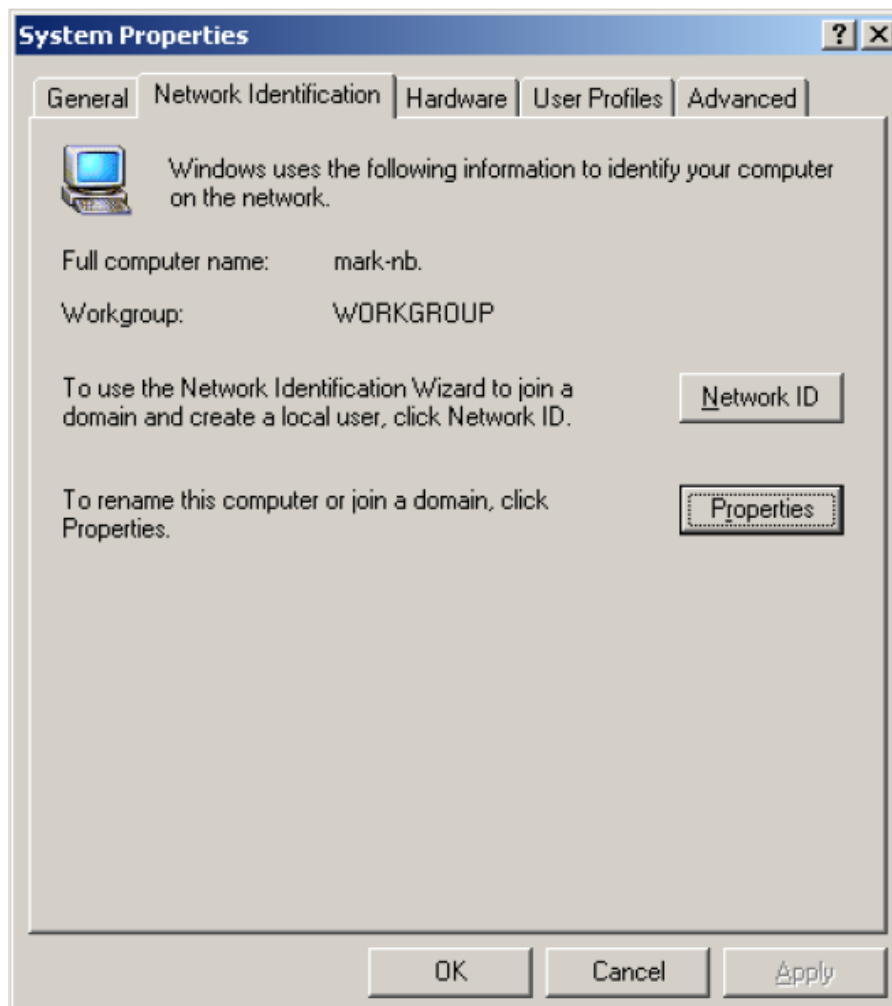 System Properties
General Network Identification Hardware User Profiles Advanced
Windows uses the following information to identify your computer
on the network.
Full computer name: mark-nb.
Workgroup: WORKGROUP
To use the Network Identification Wizard to join a
domain and create a local user, click Network ID.
Network ID
To rename this computer or join a domain, click
Properties.
Properties
OK Cancel Apply